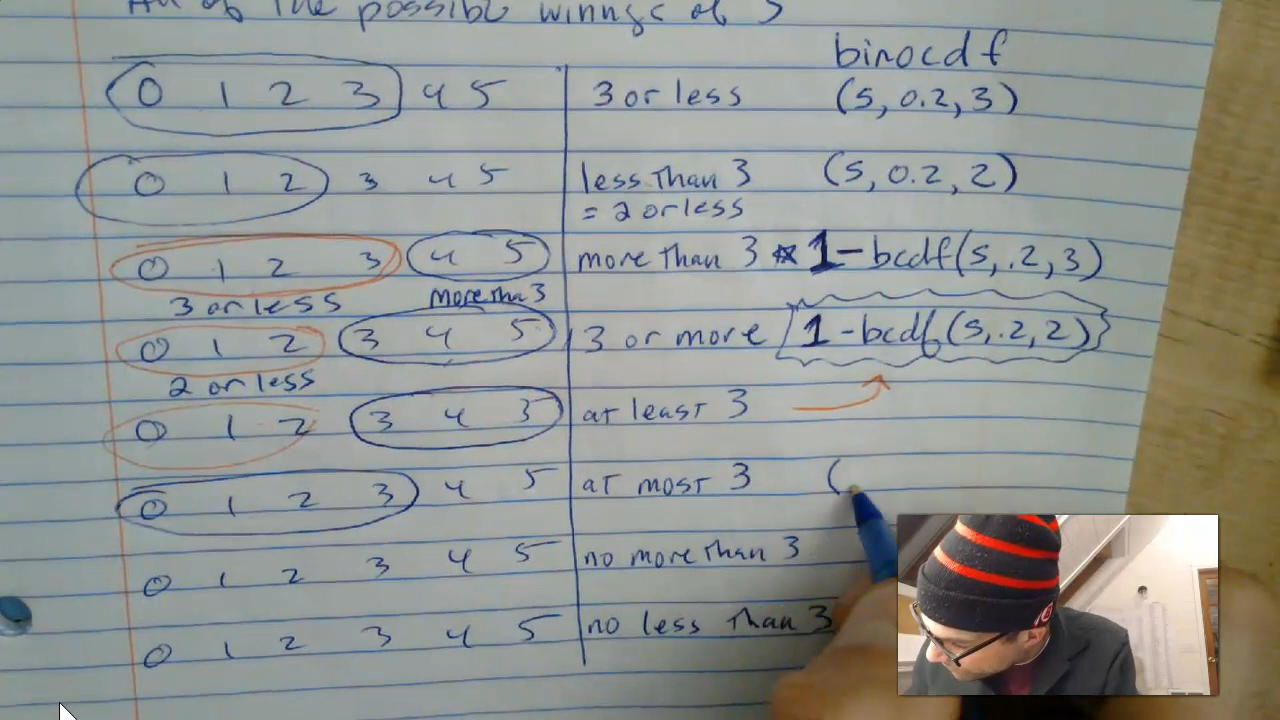 All of the possible winngs of 5
binocdf
0 1 2 3 4 5 3 or less (5, 0.2, 3)
0 1 2 3 4 5 less than 3 (5, 0.2, 2)
= 2 or less
0 1 2 3 4 5 more than 3 * 1-bcdf(5, .2, 3)
3 or less more tha 3
0 1 2 3 4 5 3 or more 1-bcdf(5, .2, 2)
2 or less
0 1 2 3 4 5 at least 3
0 1 2 3 4 5 at most 3 (
0 1 2 3 4 5 no more than 3
0 1 2 3 4 5 no less than 3